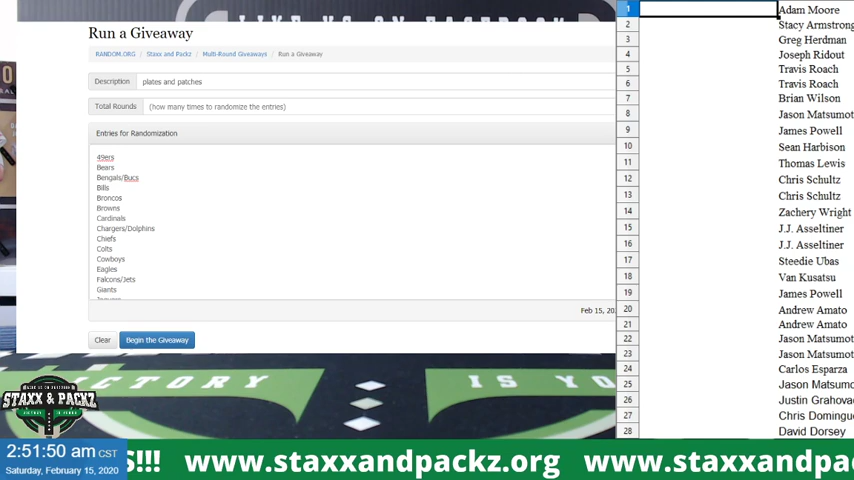 Run a Giveaway
RANDOM.ORG / Staxx and Packz / Multi-Round Giveaways / Run a Giveaway
Description plates and patches
Total Rounds (how many times to randomize the entries)
Entries for Randomization
49ers
Bears
Bengals/Bucs
Bills
Broncos
Browns
Cardinals
Chargers/Dolphins
Chiefs
Colts
Cowboys
Eagles
Falcons/Jets
Giants
Feb 15, 20
Clear Begin the Giveaway
1 Adam Moore
2 Stacy Armstrong
3 Greg Herdman
4 Joseph Ridout
5 Travis Roach
6 Travis Roach
7 Brian Wilson
8 Jason Matsumot
9 James Powell
10 Sean Harbison
11 Thomas Lewis
12 Chris Schultz
13 Chris Schultz
14 Zachery Wright
15 J.J. Asseltiner
16 J.J. Asseltiner
17 Steedie Ubas
18 Van Kusatsu
19 James Powell
20 Andrew Amato
21 Andrew Amato
22 Jason Matsumot
23 Jason Matsumot
24 Carlos Esparza
25 Jason Matsumo
26 Justin Grahova
27 Chris Domingu
28 David Dorsey
VICTORY IS YO
STAXX & PACKZ
2:51:50 am CST
Saturday, February 15, 2020
S!!! www.staxxandpackz.org www.staxxandpa